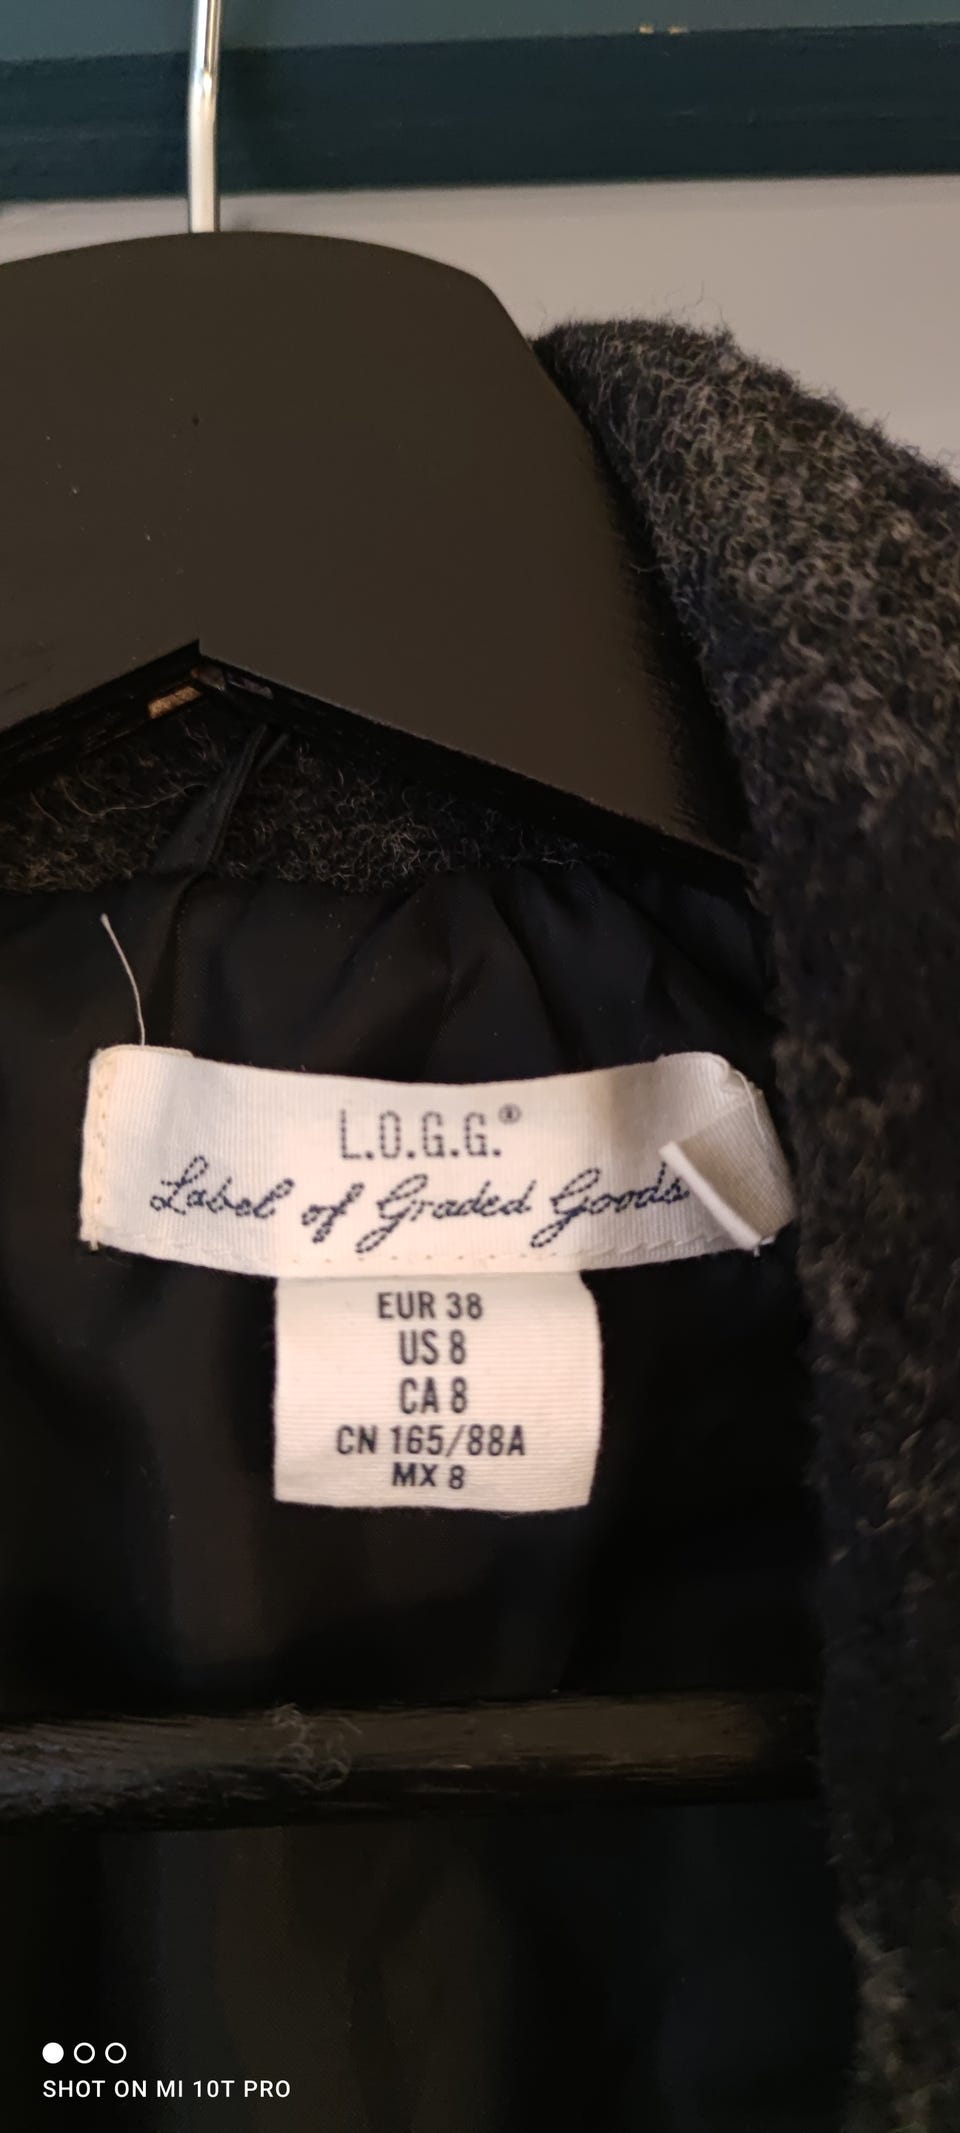 L.O.G.G.®
Label of Graded Goods
EUR 38
US 8
CA 8
CN 165/88A
MX 8
SHOT ON MI 10T PRO